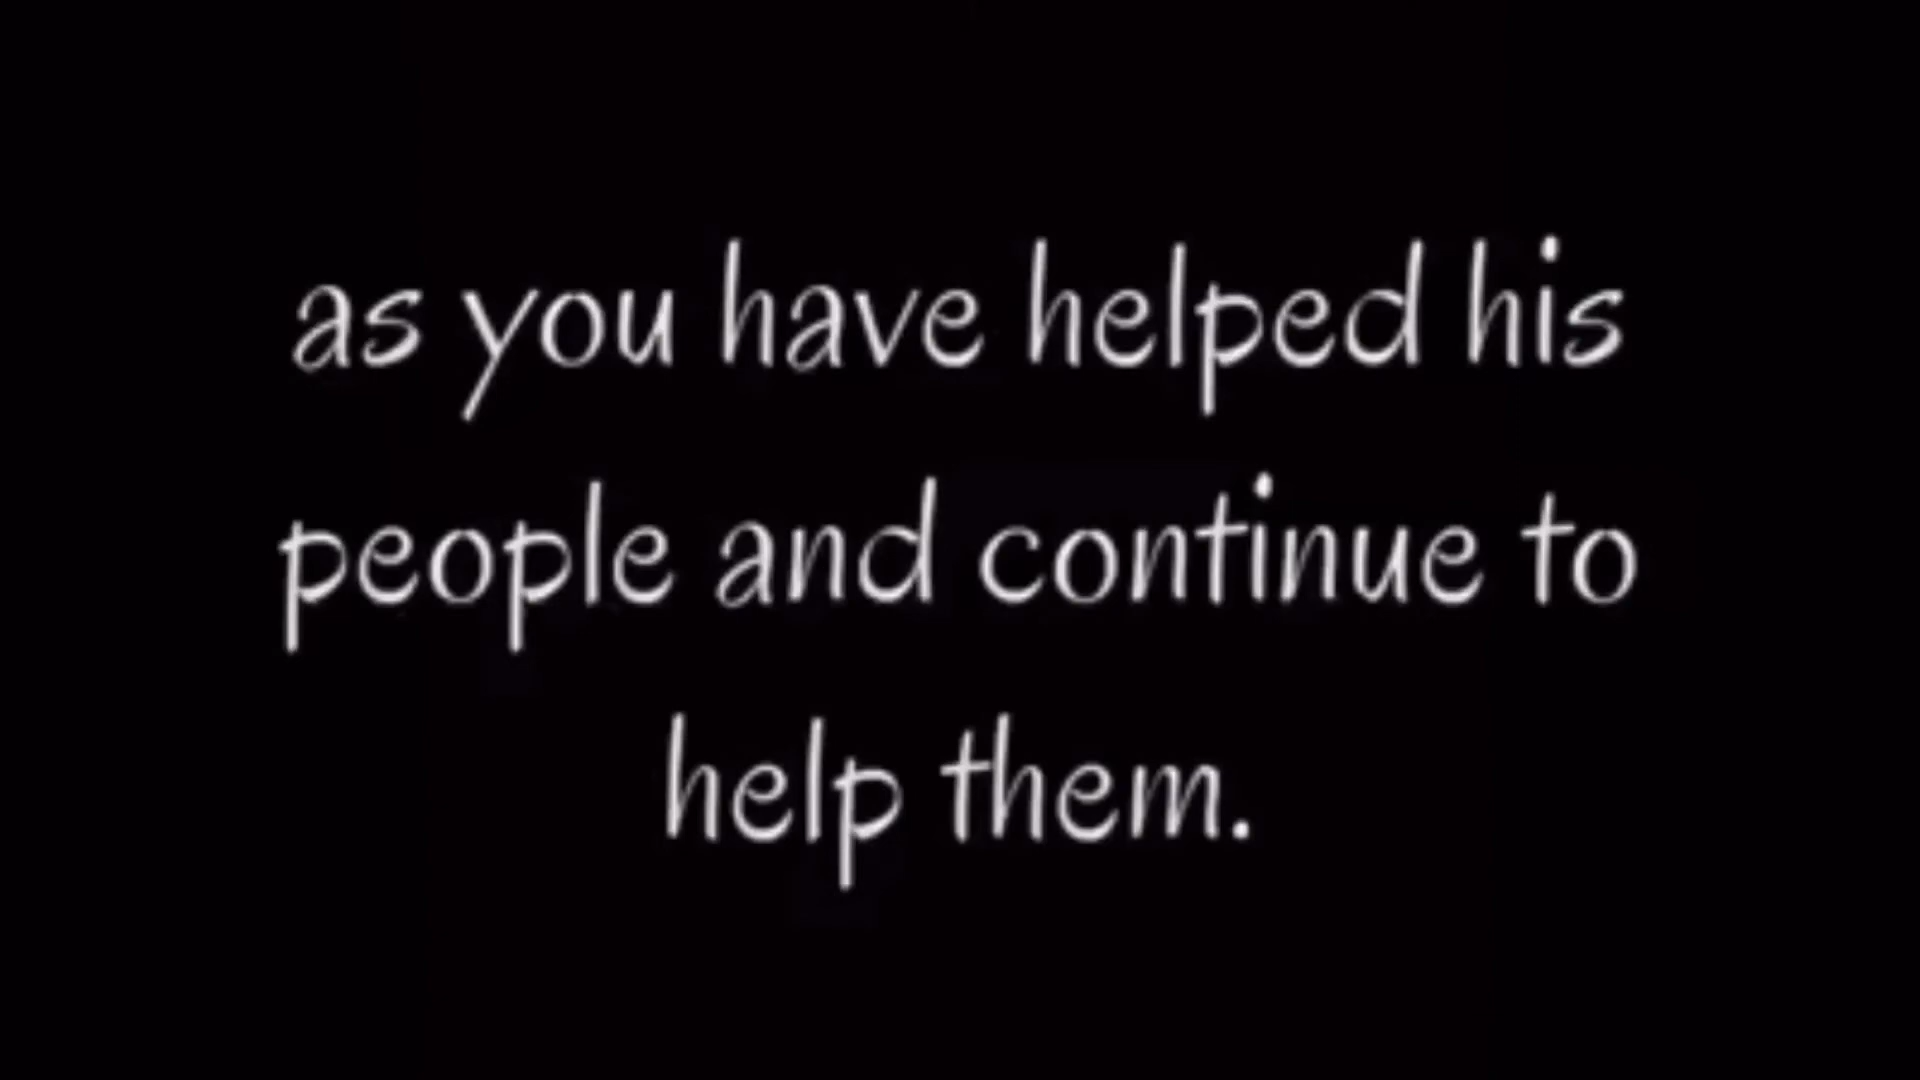 as you have helped his
people and continue to
help them.